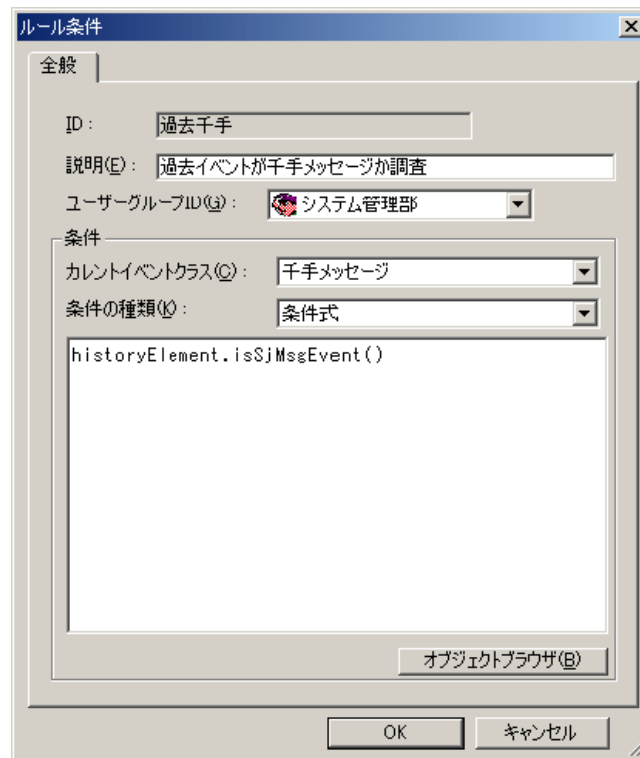 ルール条件
全般
ID: 過去千手
説明(E): 過去イベントが千手メッセージか調査
ユーザーグループID(G): システム管理部
条件
カレントイベントクラス(C): 千手メッセージ
条件の種類(K): 条件式
historyElement.isSjMsgEvent()
オブジェクトブラウザ(B)
OK キャンセル